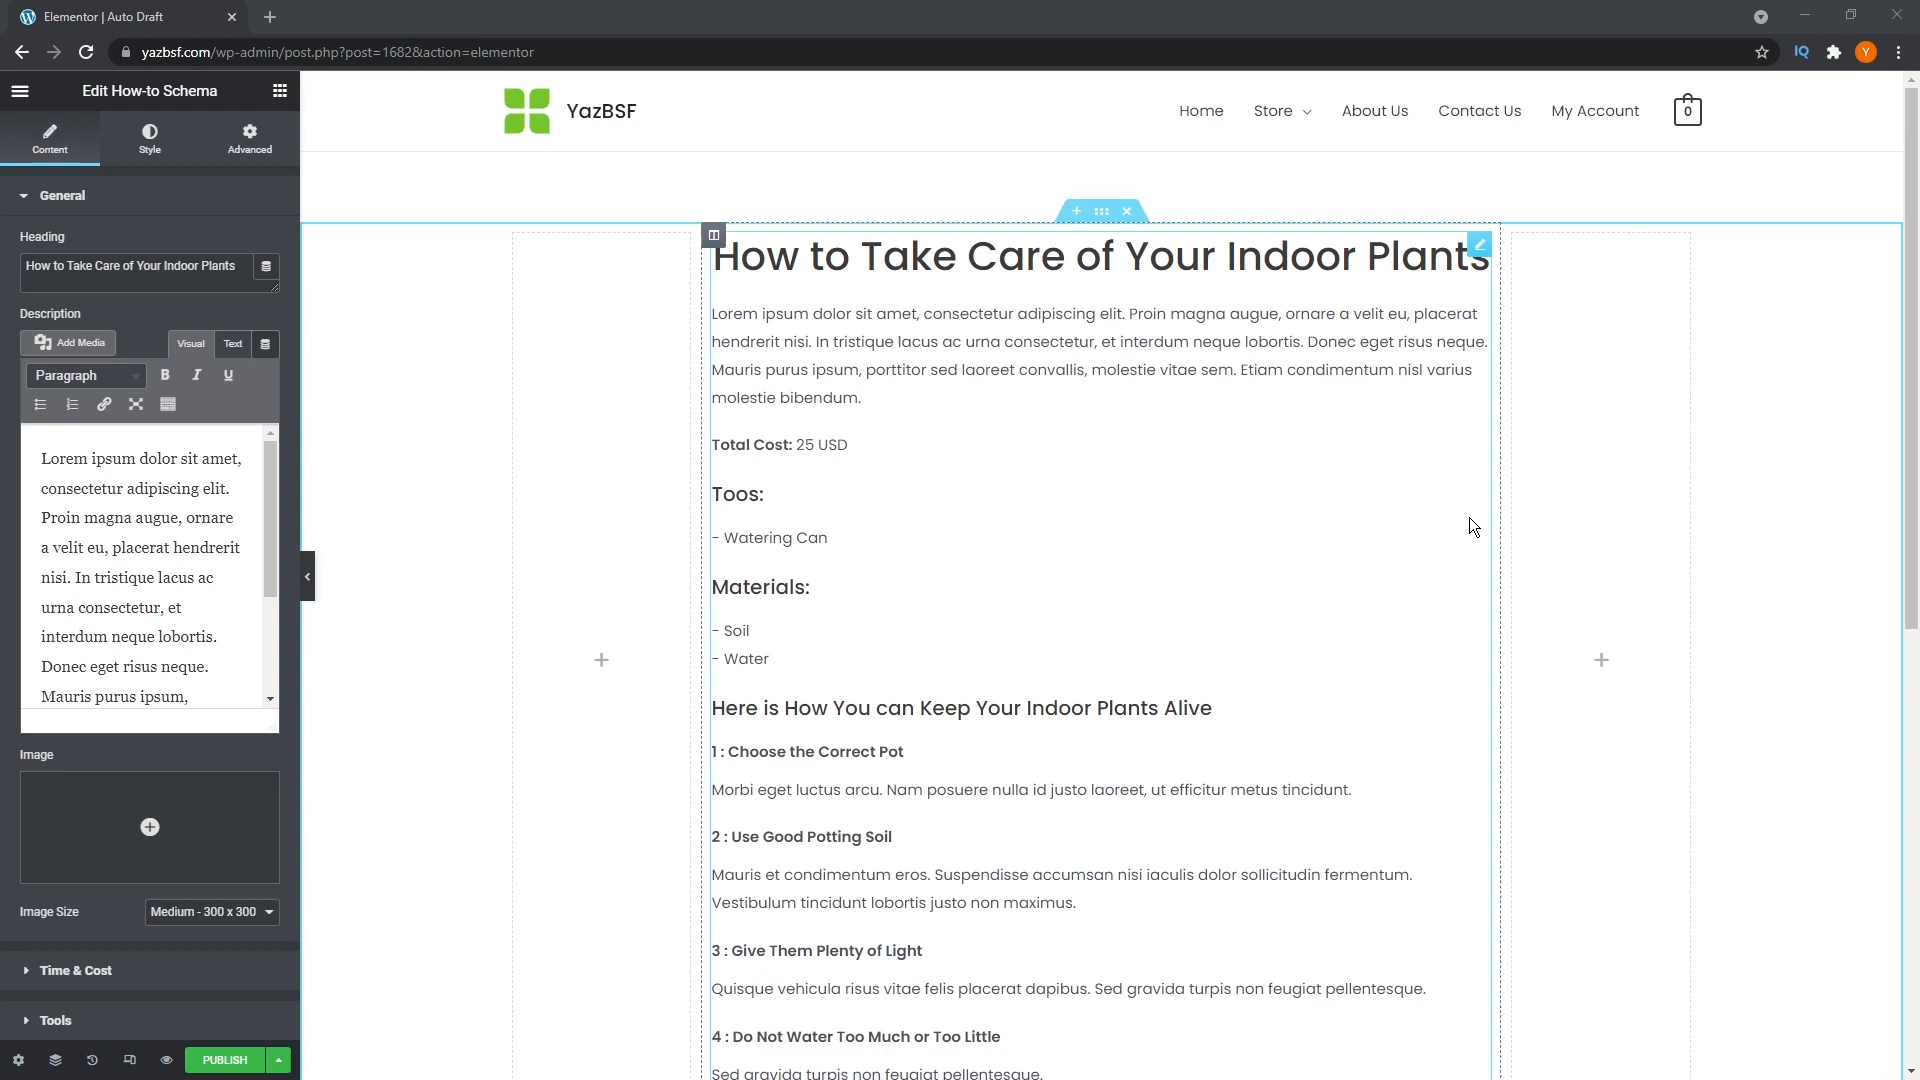 Elementor | Auto Draft
yazbsf.com/wp-admin/post.php?post=1682&action=elementor
IQ
Y
Edit How-to Schema
Content
Style
Advanced
General
Heading
How to Take Care of Your Indoor Plants
Description
Add Media
Visual
Text
Paragraph
B
I
U
Lorem ipsum dolor sit amet,
consectetur adipiscing elit.
Proin magna augue, ornare
a velit eu, placerat hendrerit
nisi. In tristique lacus ac
urna consectetur, et
interdum neque lobortis.
Donec eget risus neque.
Mauris purus ipsum,
Image
Image Size
Medium - 300 x 300
Time & Cost
Tools
PUBLISH
YazBSF
Home
Store
About Us
Contact Us
My Account
0
How to Take Care of Your Indoor Plants
Lorem ipsum dolor sit amet, consectetur adipiscing elit. Proin magna augue, ornare a velit eu, placerat
hendrerit nisi. In tristique lacus ac urna consectetur, et interdum neque lobortis. Donec eget risus neque.
Mauris purus ipsum, porttitor sed laoreet convallis, molestie vitae sem. Etiam condimentum nisl varius
molestie bibendum.
Total Cost: 25 USD
Toos:
- Watering Can
Materials:
- Soil
- Water
Here is How You can Keep Your Indoor Plants Alive
1 : Choose the Correct Pot
Morbi eget luctus arcu. Nam posuere nulla id justo laoreet, ut efficitur metus tincidunt.
2 : Use Good Potting Soil
Mauris et condimentum eros. Suspendisse accumsan nisi iaculis dolor sollicitudin fermentum.
Vestibulum tincidunt lobortis justo non maximus.
3 : Give Them Plenty of Light
Quisque vehicula risus vitae felis placerat dapibus. Sed gravida turpis non feugiat pellentesque.
4 : Do Not Water Too Much or Too Little
Sed gravida turpis non feugiat pellentesque.